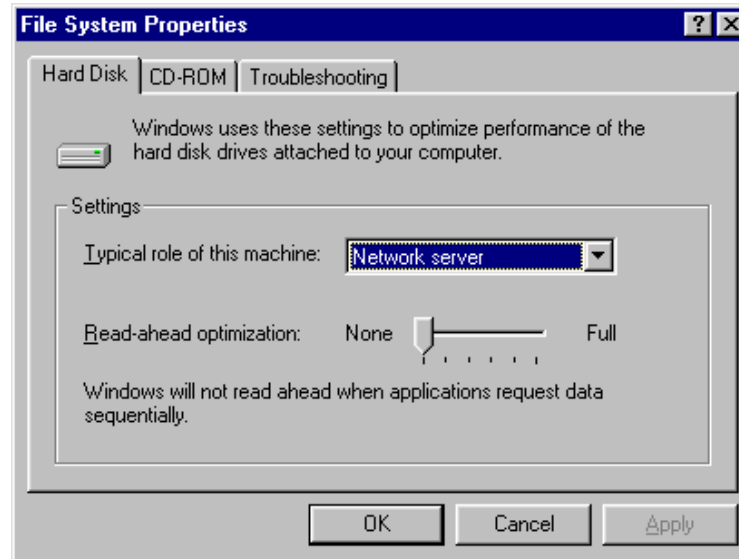 File System Properties
Hard Disk CD-ROM Troubleshooting
Windows uses these settings to optimize performance of the
hard disk drives attached to your computer.
Settings
Typical role of this machine: Network server
Read-ahead optimization: None Full
Windows will not read ahead when applications request data
sequentially.
OK Cancel Apply